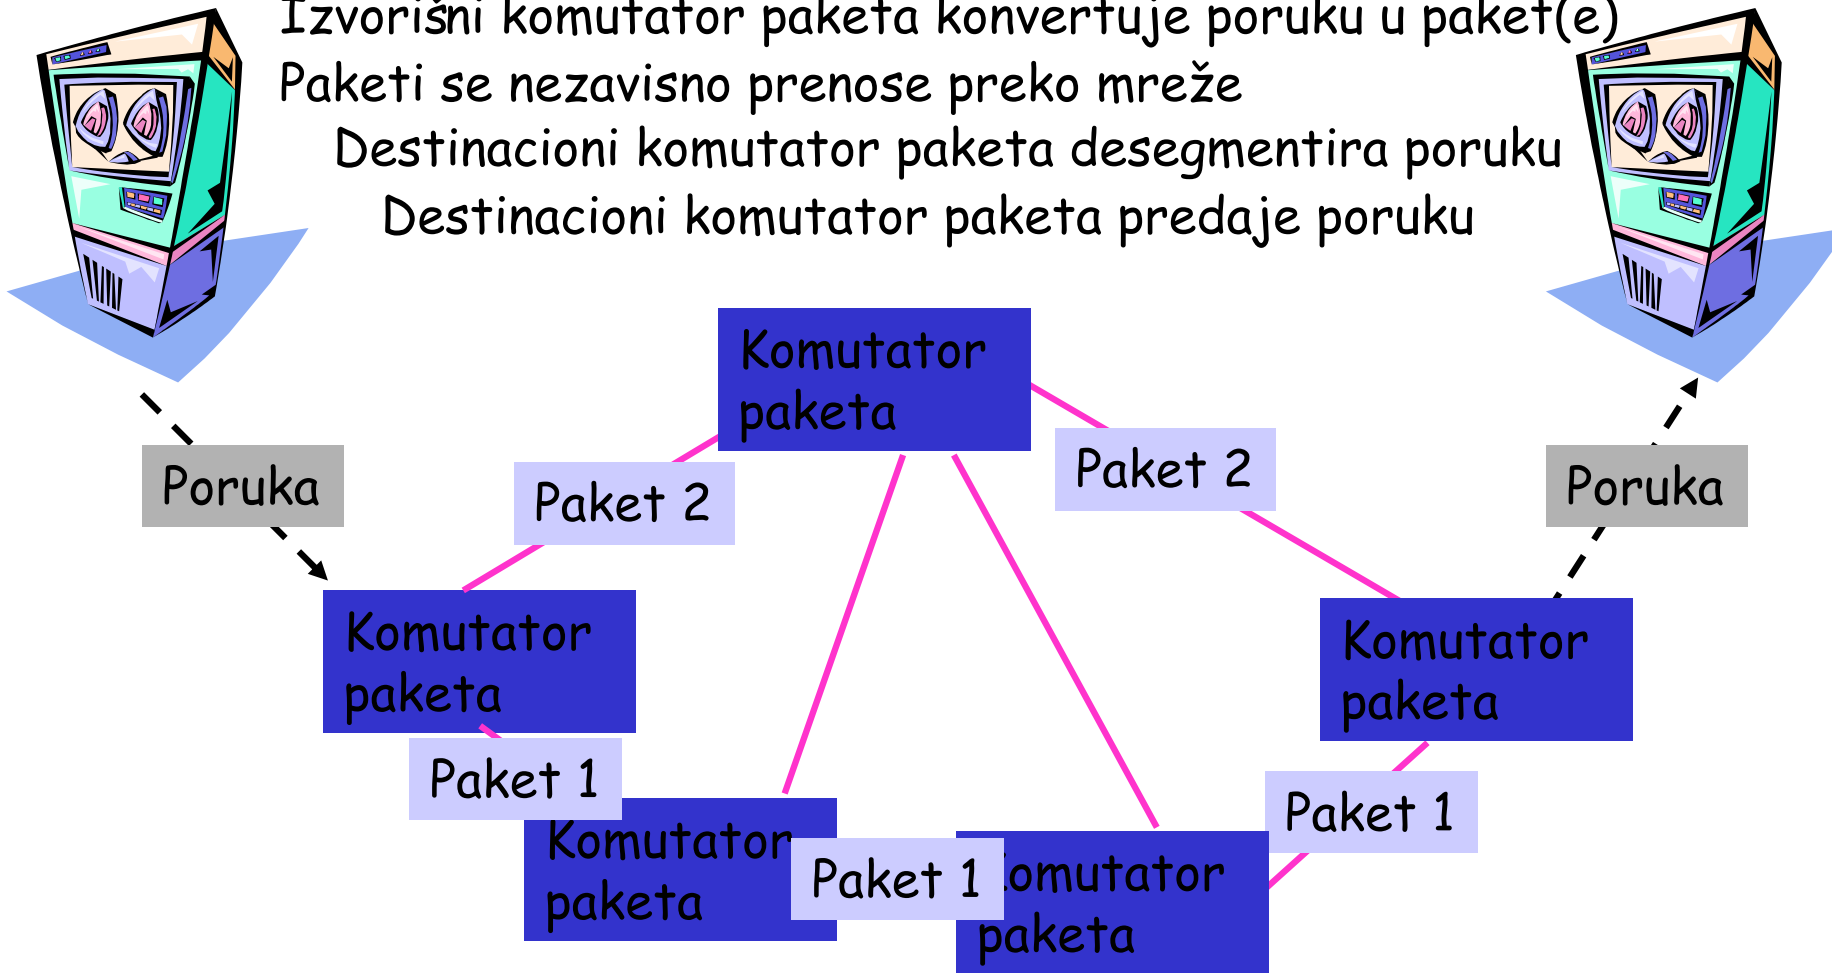 Izvorišni komutator paketa konvertuje poruku u paket(e)
Paketi se nezavisno prenose preko mreže
Destinacioni komutator paketa desegmentira poruku
Destinacioni komutator paketa predaje poruku
Komutator
paketa
Paket 2
Paket 2
Poruka
Poruka
Komutator
paketa
Komutator
paketa
Paket 1
Paket 1
Komutator
paketa
Paket 1
omutator
paketa